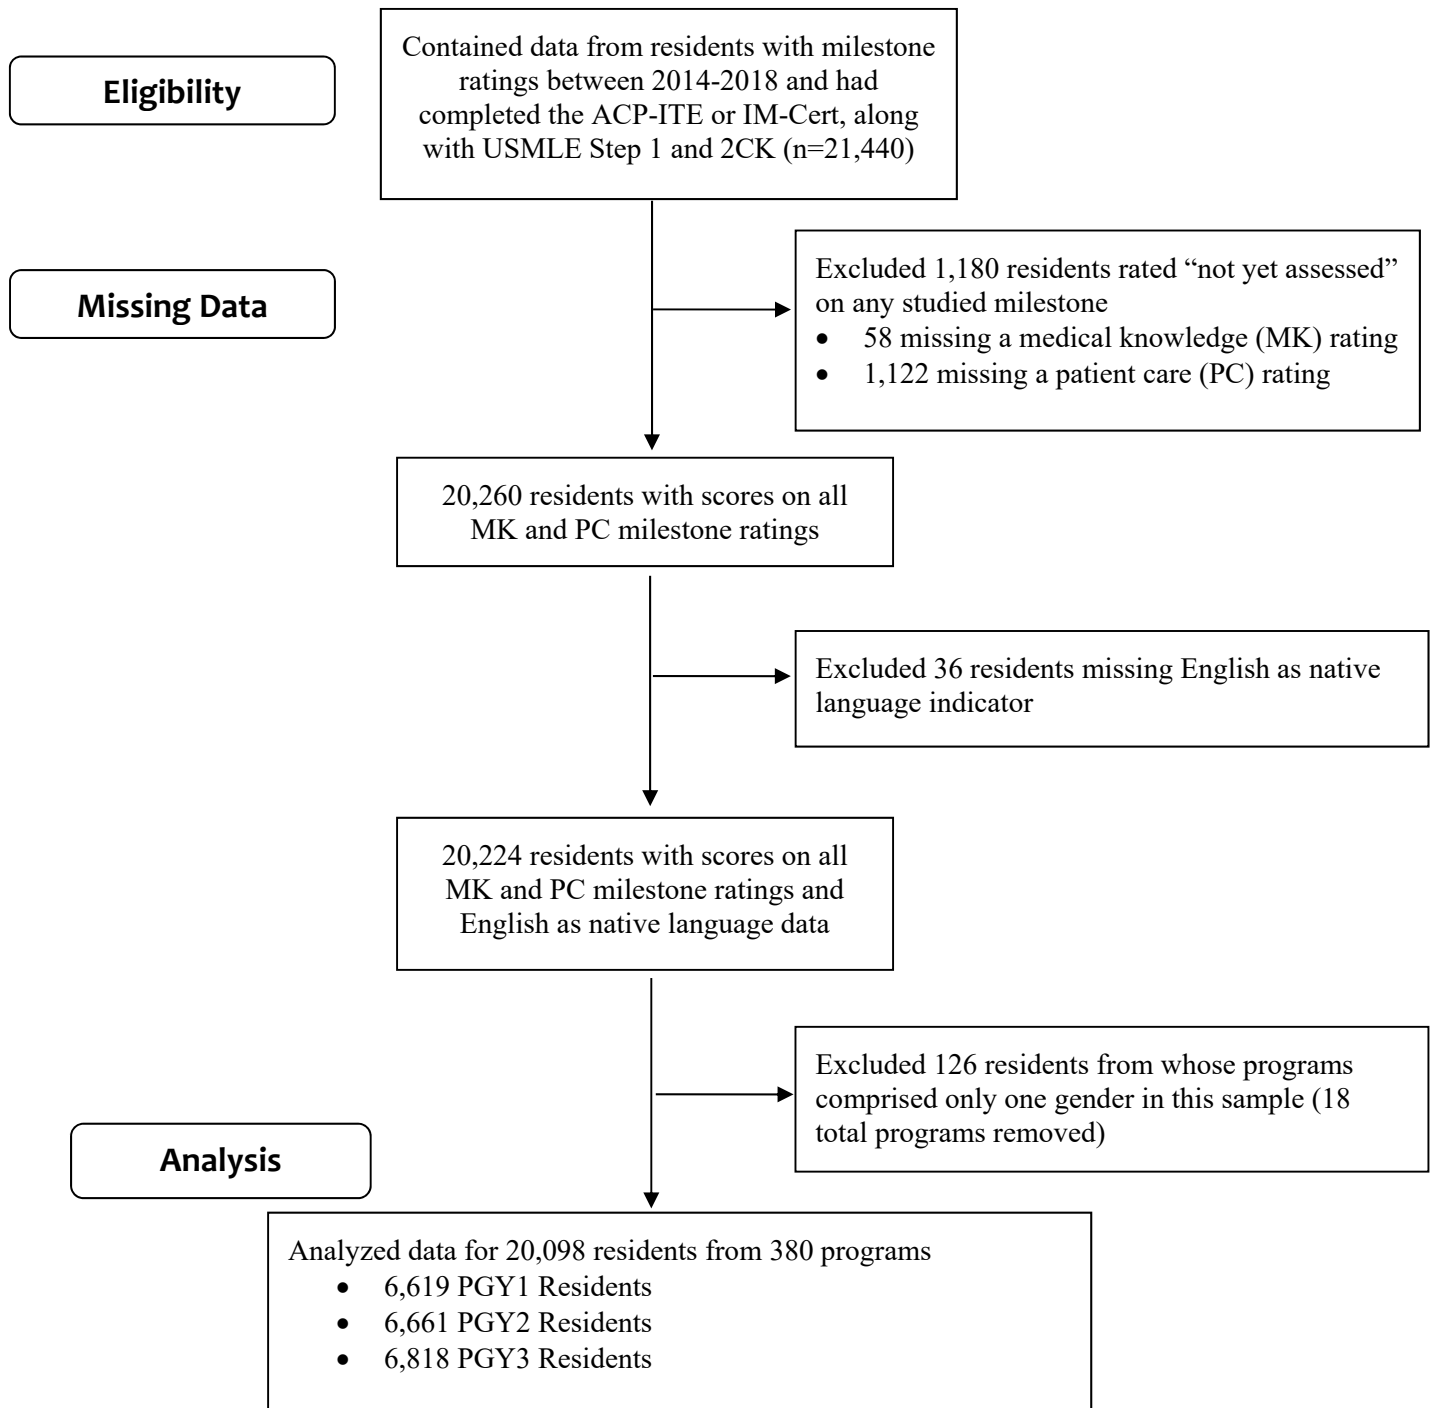 Eligibility
Contained data from residents with milestone
ratings between 2014-2018 and had
completed the ACP-ITE or IM-Cert, along
with USMLE Step 1 and 2CK (n=21,440)
Missing Data
Excluded 1,180 residents rated “not yet assessed”
on any studied milestone
• 58 missing a medical knowledge (MK) rating
• 1,122 missing a patient care (PC) rating
20,260 residents with scores on all
MK and PC milestone ratings
Excluded 36 residents missing English as native
language indicator
20,224 residents with scores on all
MK and PC milestone ratings and
English as native language data
Excluded 126 residents from whose programs
comprised only one gender in this sample (18
total programs removed)
Analysis
Analyzed data for 20,098 residents from 380 programs
• 6,619 PGY1 Residents
• 6,661 PGY2 Residents
• 6,818 PGY3 Residents